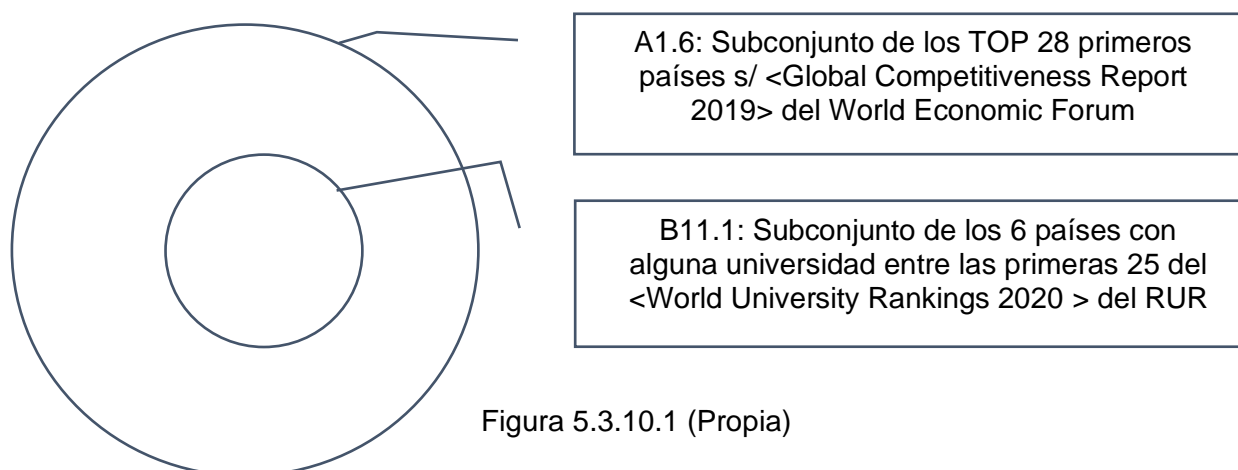 A1.6: Subconjunto de los TOP 28 primeros
países s/ <Global Competitiveness Report
2019> del World Economic Forum
B11.1: Subconjunto de los 6 países con
alguna universidad entre las primeras 25 del
<World University Rankings 2020 > del RUR
Figura 5.3.10.1 (Propia)